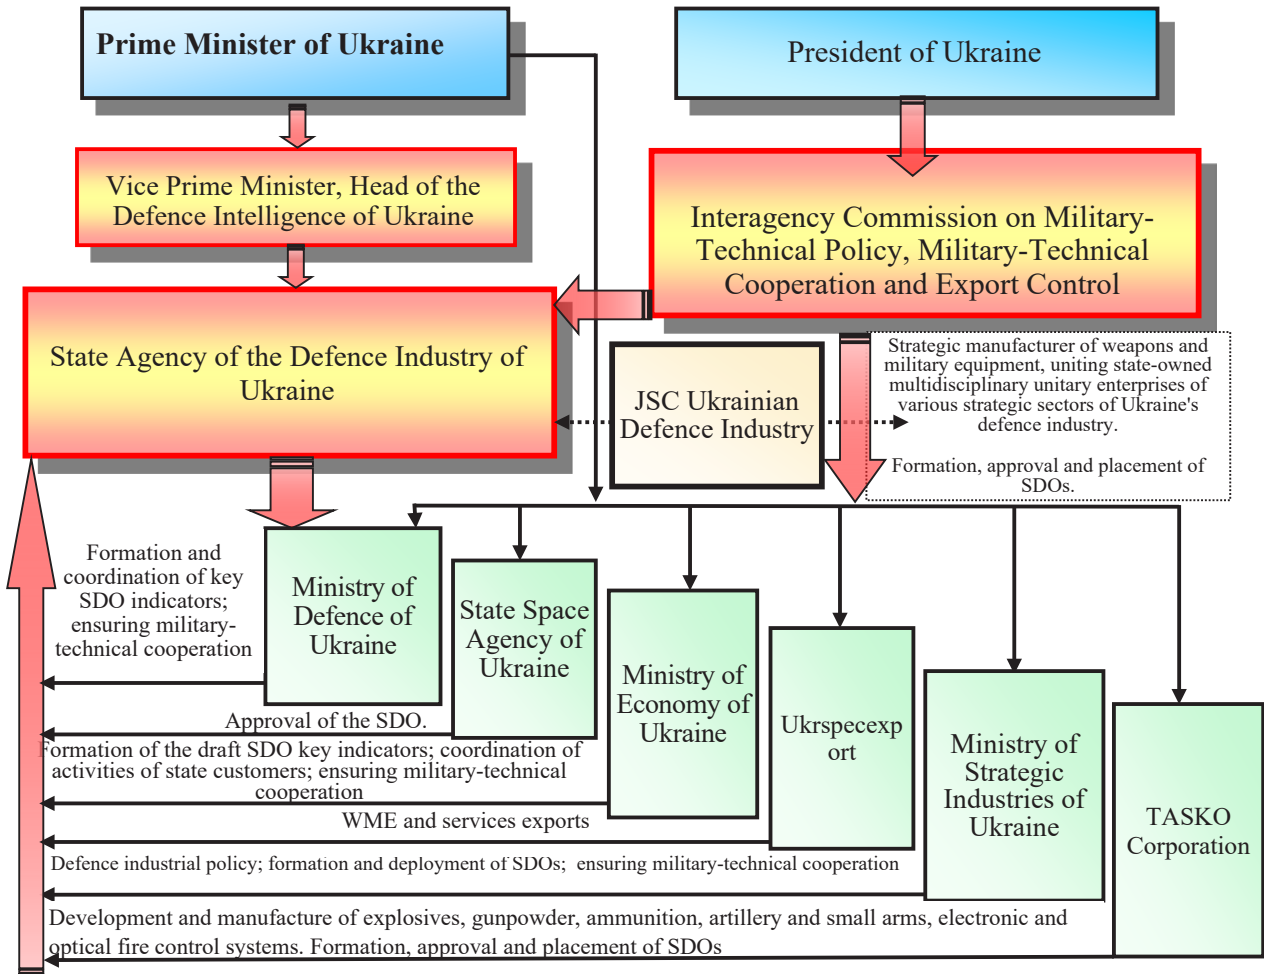 Prime Minister of Ukraine
President of Ukraine
Vice Prime Minister, Head of the
Defence Intelligence of Ukraine
Interagency Commission on Military-
Technical Policy, Military-Technical
Cooperation and Export Control
State Agency of the Defence Industry of
Ukraine
JSC Ukrainian
Defence Industry
Strategic manufacturer of weapons and
military equipment, uniting state-owned
multidisciplinary unitary enterprises of
various strategic sectors of Ukraine's
defence industry.
Formation, approval and placement of
SDOs.
Formation and
coordination of key
SDO indicators;
ensuring military-
technical cooperation
Ministry of
Defence of
Ukraine
State Space
Agency of
Ukraine
Ministry of
Economy of
Ukraine
Ukrspecexp
ort
Ministry of
Strategic
Industries of
Ukraine
TASKO
Corporation
Approval of the SDO.
Formation of the draft SDO key indicators; coordination of
activities of state customers; ensuring military-technical
cooperation
WME and services exports
Defence industrial policy; formation and deployment of SDOs; ensuring military-technical cooperation
Development and manufacture of explosives, gunpowder, ammunition, artillery and small arms, electronic and
optical fire control systems. Formation, approval and placement of SDOs